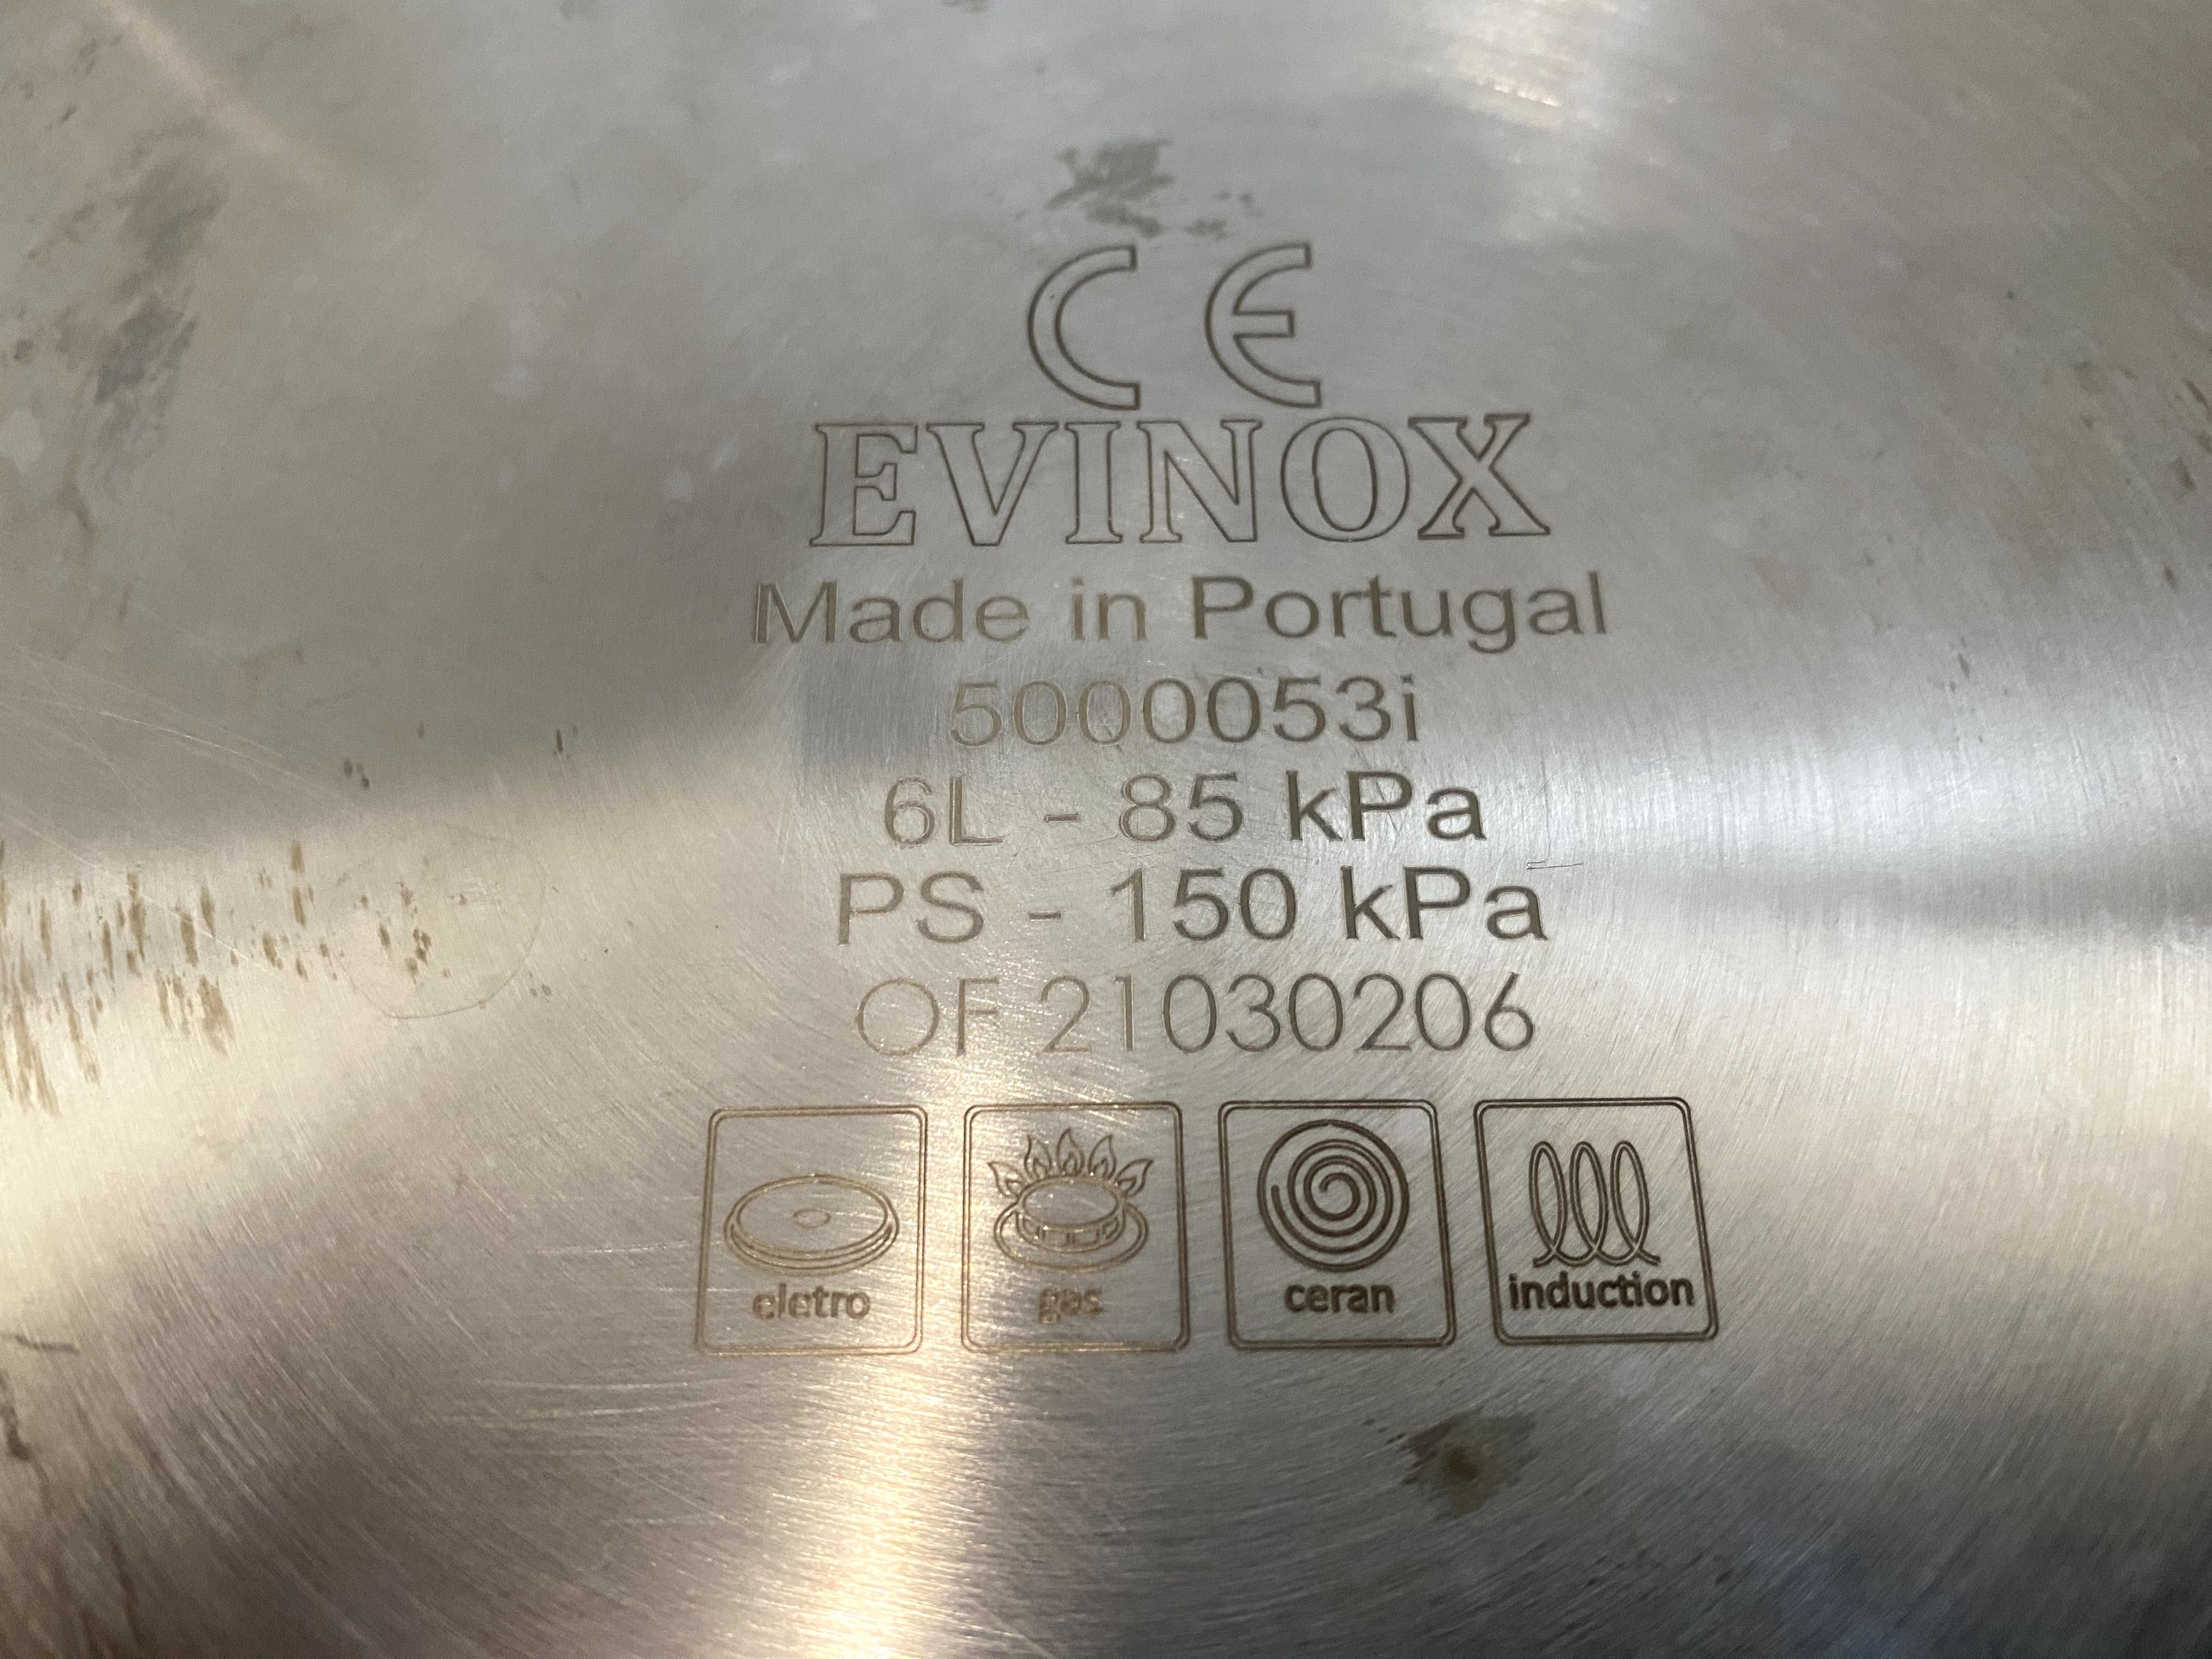 CE
EVINOX
Made in Portugal
5000053i
6L - 85 kPa
PS - 150 kPa
OF 21030206
eletro gas ceran induction